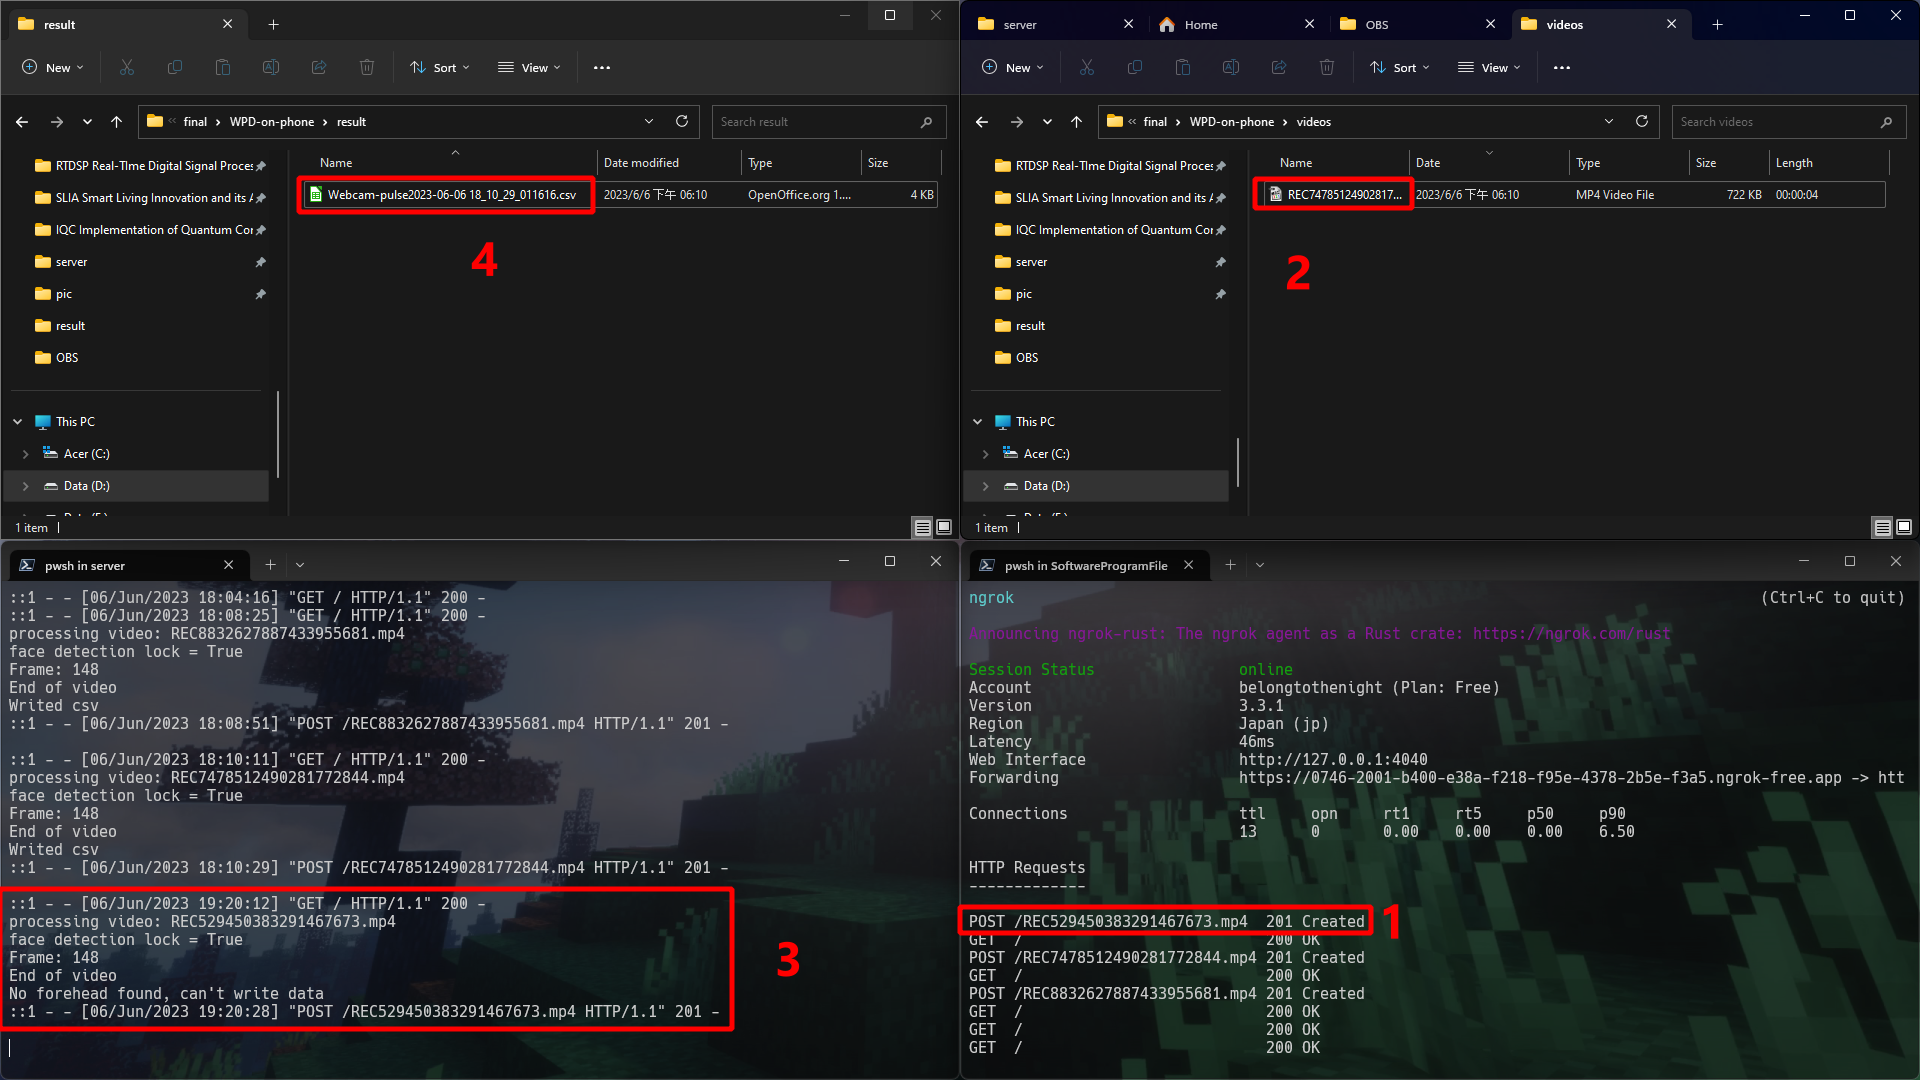 result
New
Sort
View
final > WPD-on-phone > result
Search result
Name
Date modified
Type
Size
RTDSP Real-TIme Digital Signal Proces
SLIA Smart Living Innovation and its A
IQC Implementation of Quantum Cor
server
pic
result
OBS
This PC
Acer (C:)
Data (D:)
Webcam-pulse2023-06-06 18_10_29_011616.csv
2023/6/6 下午 06:10
OpenOffice.org 1....
4 KB
4
1 item
server
Home
OBS
videos
New
Sort
View
final > WPD-on-phone > videos
Search videos
Name
Date
Type
Size
Length
RTDSP Real-TIme Digital Signal Proces
SLIA Smart Living Innovation and its A
IQC Implementation of Quantum Cor
server
pic
result
OBS
This PC
Acer (C:)
Data (D:)
REC74785124902817...
2023/6/6 下午 06:10
MP4 Video File
722 KB
00:00:04
2
1 item
pwsh in server
::1 - - [06/Jun/2023 18:04:16] "GET / HTTP/1.1" 200 -
::1 - - [06/Jun/2023 18:08:25] "GET / HTTP/1.1" 200 -
processing video: REC8832627887433955681.mp4
face detection lock = True
Frame: 148
End of video
Writed csv
::1 - - [06/Jun/2023 18:08:51] "POST /REC8832627887433955681.mp4 HTTP/1.1" 201 -
::1 - - [06/Jun/2023 18:10:11] "GET / HTTP/1.1" 200 -
processing video: REC7478512490281772844.mp4
face detection lock = True
Frame: 148
End of video
Writed csv
::1 - - [06/Jun/2023 18:10:29] "POST /REC7478512490281772844.mp4 HTTP/1.1" 201 -
::1 - - [06/Jun/2023 19:20:12] "GET / HTTP/1.1" 200 -
processing video: REC529450383291467673.mp4
face detection lock = True
Frame: 148
End of video
No forehead found, can't write data
::1 - - [06/Jun/2023 19:20:28] "POST /REC529450383291467673.mp4 HTTP/1.1" 201 -
3
pwsh in SoftwareProgramFile
ngrok (Ctrl+C to quit)
Announcing ngrok-rust: The ngrok agent as a Rust crate: https://ngrok.com/rust
Session Status online
Account belongtothenight (Plan: Free)
Version 3.3.1
Region Japan (jp)
Latency 46ms
Web Interface http://127.0.0.1:4040
Forwarding https://0746-2001-b400-e38a-f218-f95e-4378-2b5e-f3a5.ngrok-free.app -> htt
Connections ttl opn rt1 rt5 p50 p90
13 0 0.00 0.00 0.00 6.50
HTTP Requests
-------------
POST /REC529450383291467673.mp4 201 Created
1
GET / 200 OK
POST /REC7478512490281772844.mp4 201 Created
GET / 200 OK
POST /REC8832627887433955681.mp4 201 Created
GET / 200 OK
GET / 200 OK
GET / 200 OK